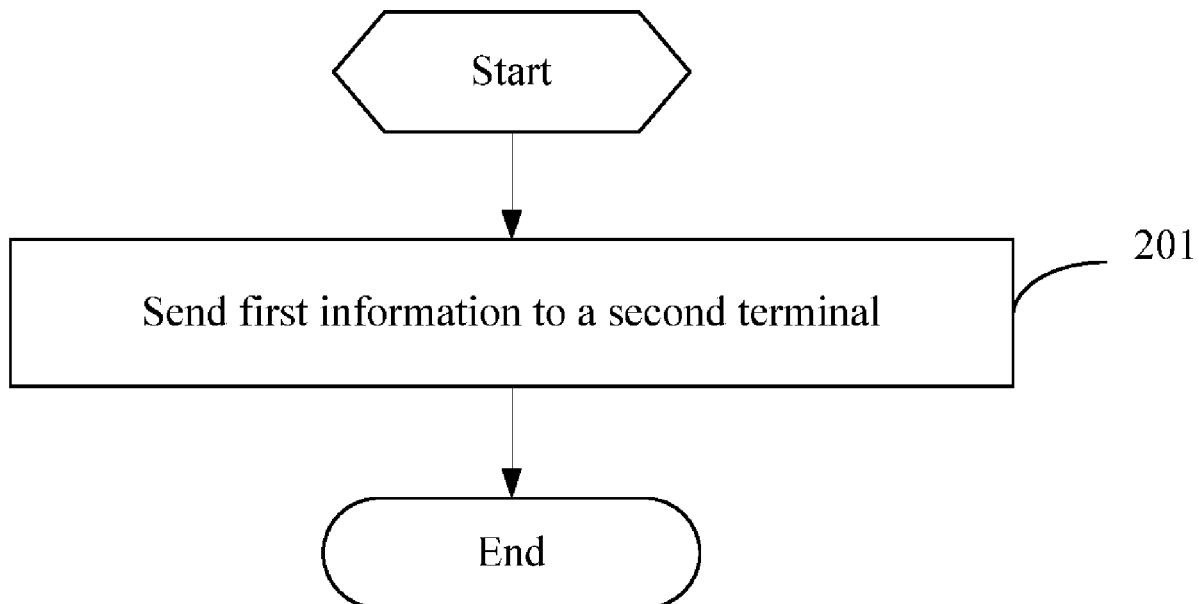 Start
201
Send first information to a second terminal
End